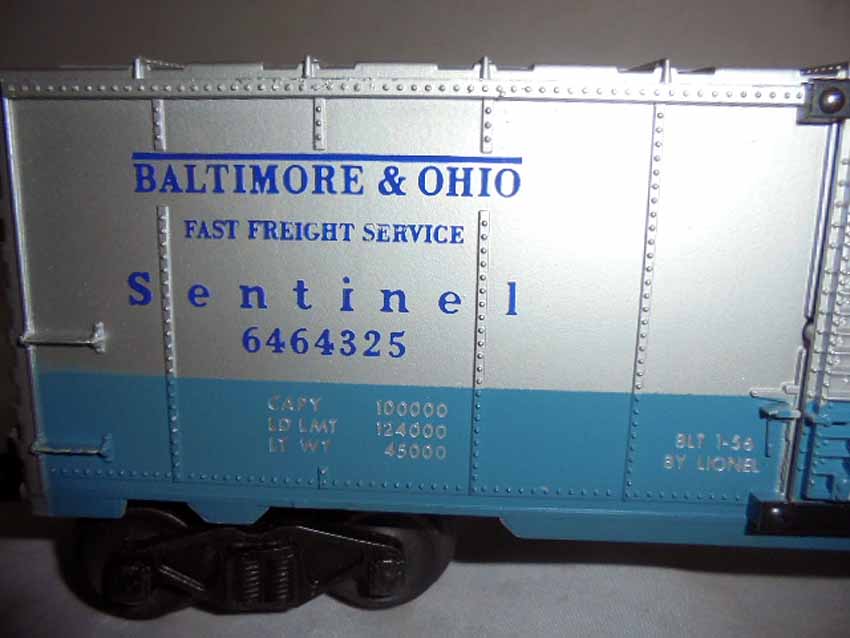 BALTIMORE & OHIO
FAST FREIGHT SERVICE
Sentinel
6464325
CAPY 100000
LD LMT 124000
LT WT 45000
BLT 1-56
BY LIONEL